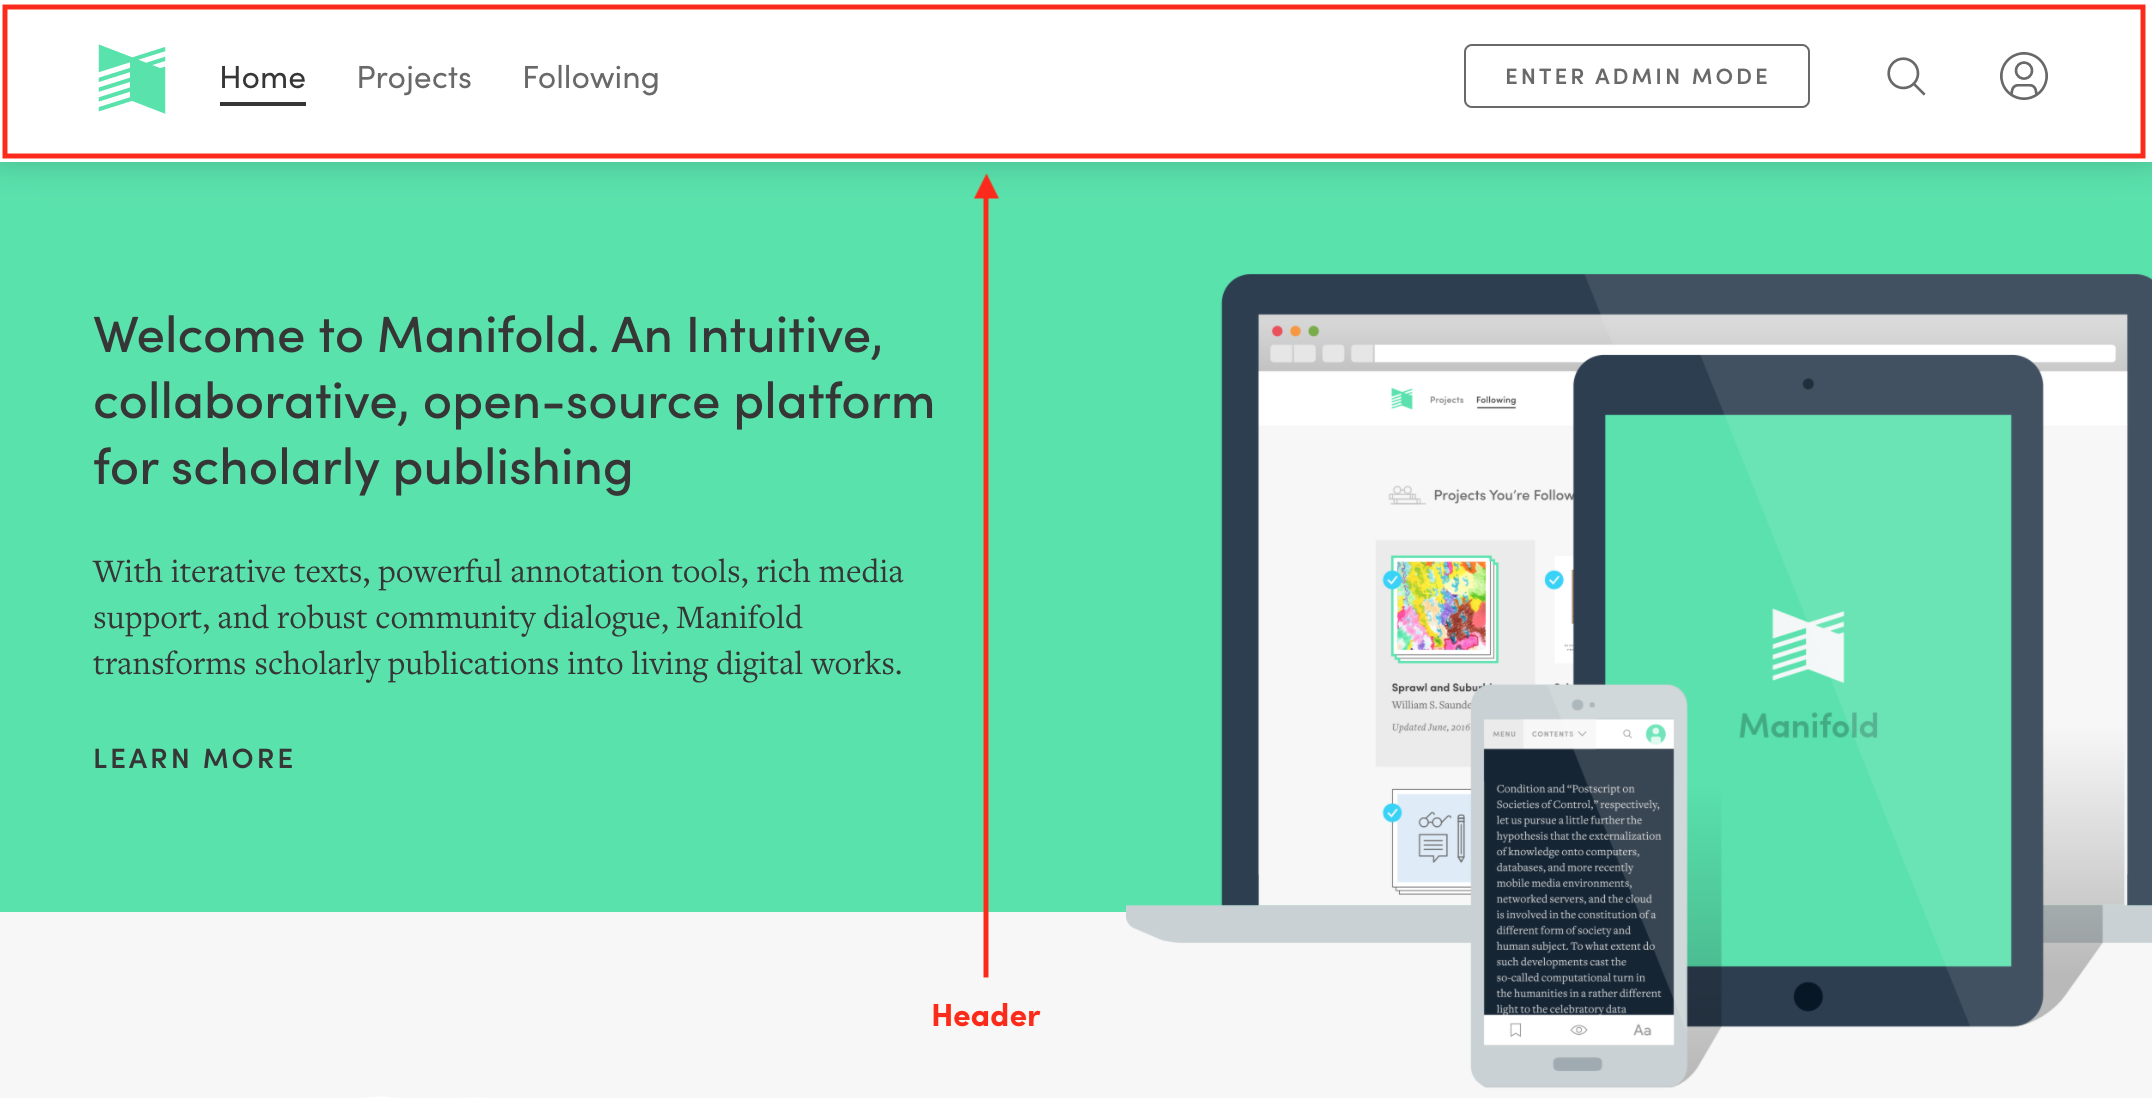 Home Projects Following ENTER ADMIN MODE
Welcome to Manifold. An Intuitive,
collaborative, open-source platform
for scholarly publishing
With iterative texts, powerful annotation tools, rich media
support, and robust community dialogue, Manifold
transforms scholarly publications into living digital works.
LEARN MORE
Header
Projects Following
Projects You're Follow
Sprawl and Subur
William S. Saunde
Updated June, 2016
Manifold
MENU CONTENTS
Condition and “Postscript on
Societies of Control,” respectively,
let us pursue a little further the
hypothesis that the externalization
of knowledge onto computers,
databases, and more recently
mobile media environments,
networked servers, and the cloud
is involved in the constitution of a
different form of society and
human subject. To what extent do
such developments cast the
so-called computational turn in
the humanities in a rather different
light to the celebratory data
Aa